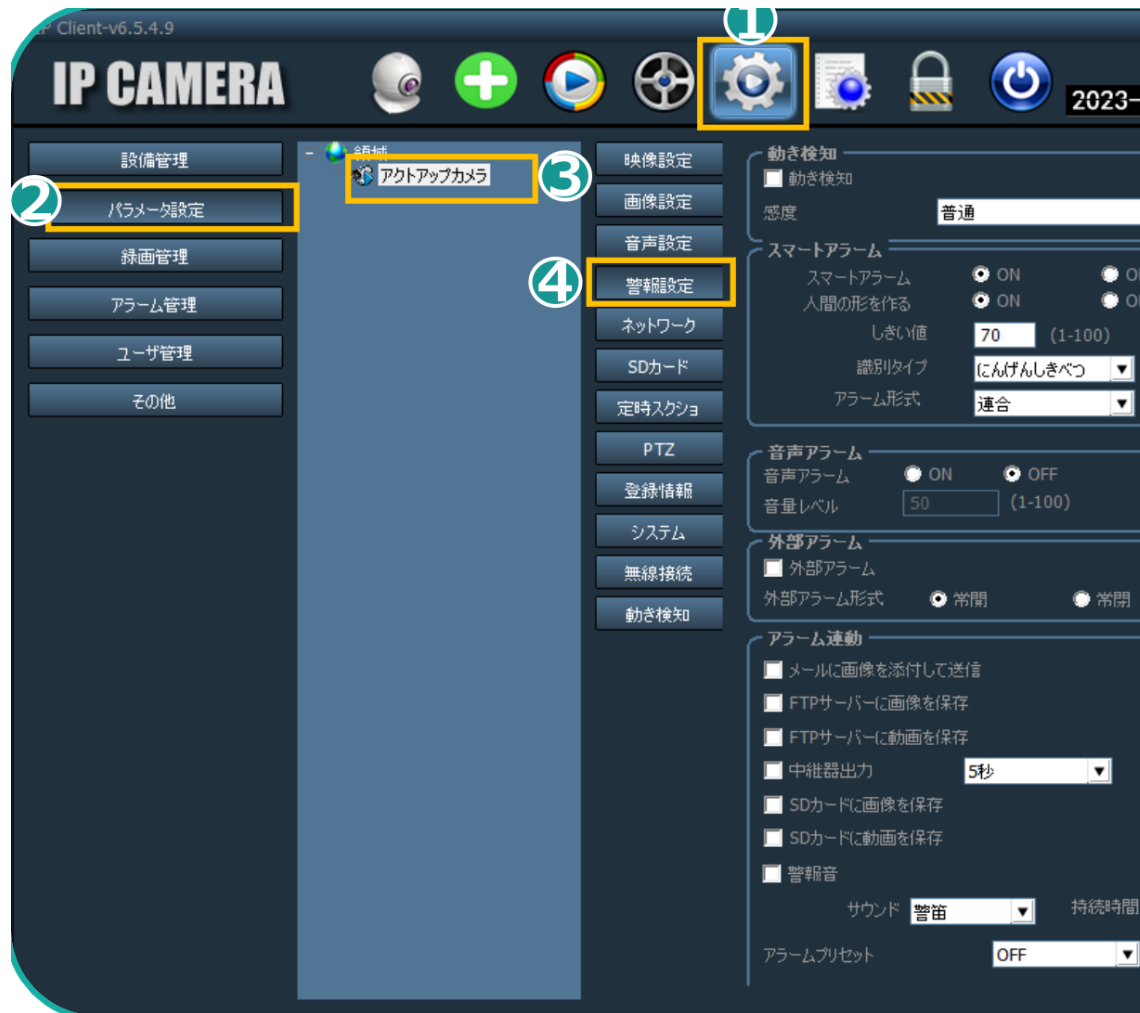 IP Client-v6.5.4.9
1
IP CAMERA
2023-
設備管理
2
パラメータ設定
録画管理
アラーム管理
ユーザ管理
その他
領域
アクトアップカメラ
3
映像設定
画像設定
音声設定
4
警報設定
ネットワーク
SDカード
定時スクショ
PTZ
登録情報
システム
無線接続
動き検知
動き検知
動き検知
感度 普通
スマートアラーム
スマートアラーム ON O
人間の形を作る ON O
しきい値 70 (1-100)
識別タイプ にんげんしきべつ
アラーム形式 連合
音声アラーム
音声アラーム ON OFF
音量レベル 50 (1-100)
外部アラーム
外部アラーム
外部アラーム形式 常開 常閉
アラーム連動
メールに画像を添付して送信
FTPサーバーに画像を保存
FTPサーバーに動画を保存
中継器出力 5秒
SDカードに画像を保存
SDカードに動画を保存
警報音
サウンド 警笛 持続時間
アラームプリセット OFF